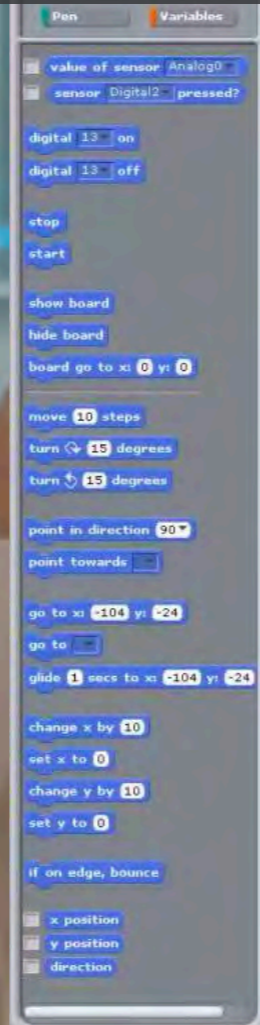 Pen Variables
value of sensor Analog0
sensor Digital2 pressed?
digital 13 on
digital 13 off
stop
start
show board
hide board
board go to x: 0 y: 0
move 10 steps
turn 15 degrees
turn 15 degrees
point in direction 90
point towards
go to x: -104 y: -24
go to
glide 1 secs to x: -104 y: -24
change x by 10
set x to 0
change y by 10
set y to 0
if on edge, bounce
x position
y position
direction